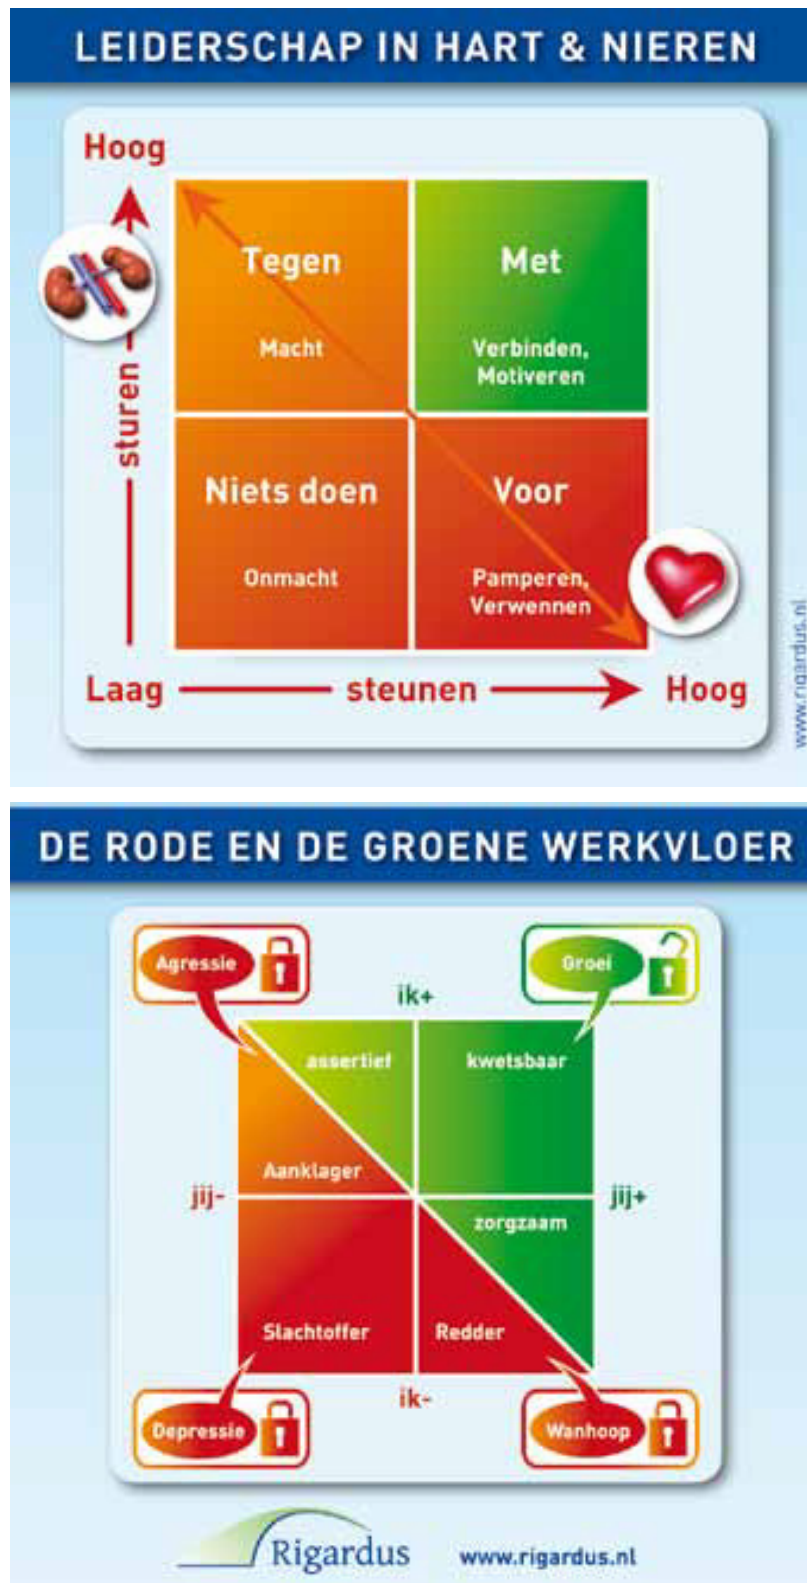 LEIDERSCHAP IN HART & NIEREN
Hoog
Tegen
Met
Macht
Verbinden,
Motiveren
sturen
Niets doen
Voor
Onmacht
Pamperen,
Verwennen
Laag
steunen
Hoog
www.rigardus.nl
DE RODE EN DE GROENE WERKVLOER
Agressie
Groei
ik+
assertief
kwetsbaar
Aanklager
jij-
jij+
zorgzaam
Slachtoffer
Redder
ik-
Depressie
Wanhoop
Rigardus
www.rigardus.nl